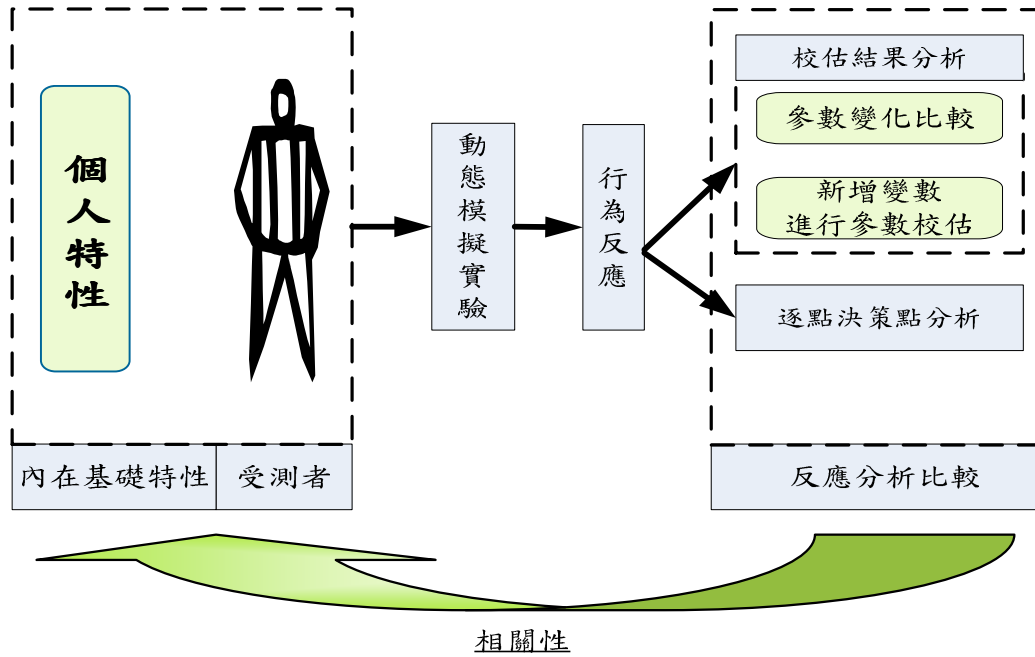 個人特性
內在基礎特性
受測者
動態模擬實驗
行為反應
校估結果分析
參數變化比較
新增變數
進行參數校估
逐點決策點分析
反應分析比較
相關性